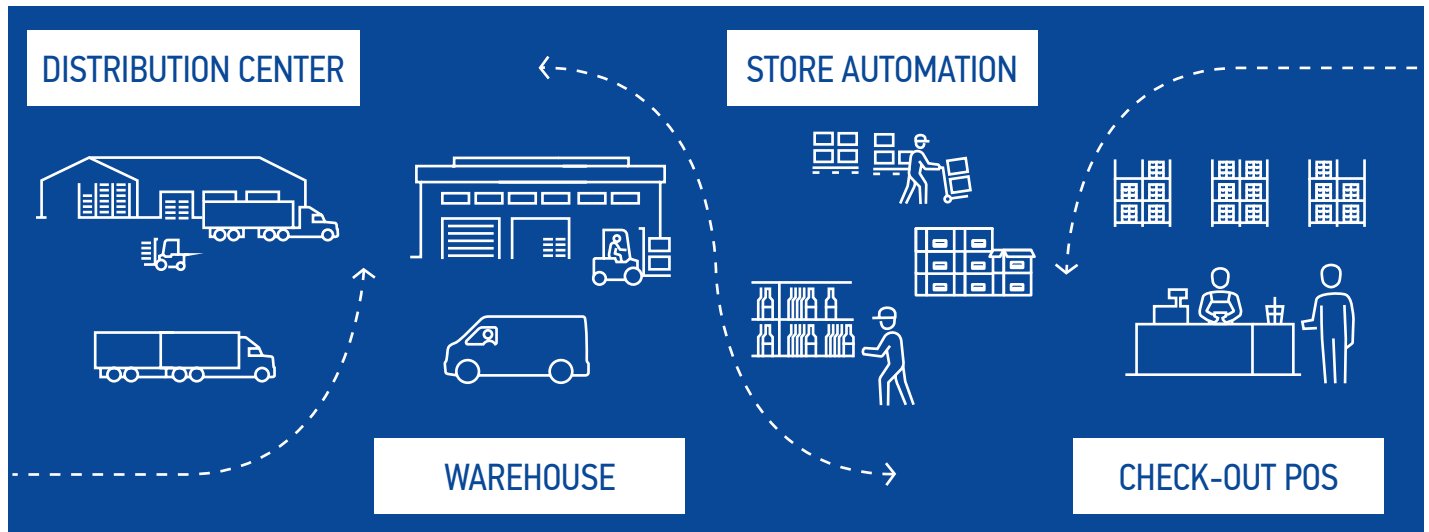 DISTRIBUTION CENTER
WAREHOUSE
STORE AUTOMATION
CHECK-OUT POS